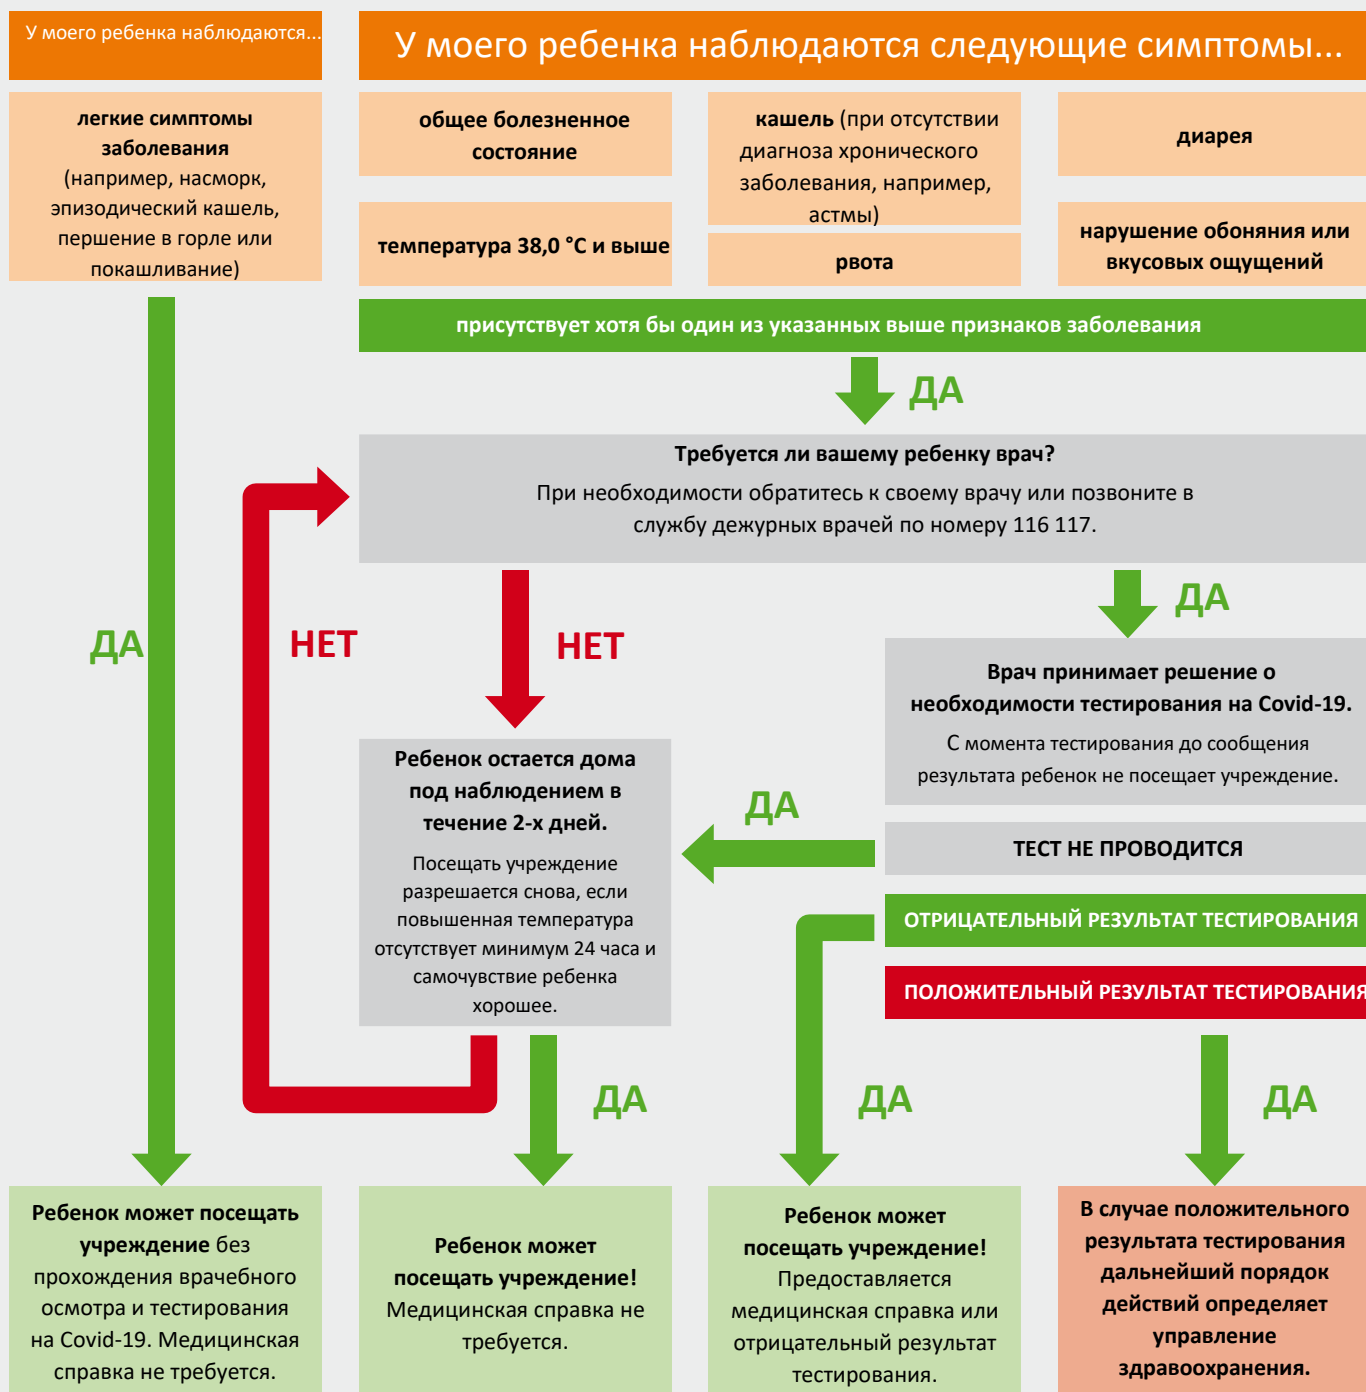 У моего ребенка наблюдаются...
У моего ребенка наблюдаются следующие симптомы...
легкие симптомы
заболевания
(например, насморк,
эпизодический кашель,
першение в горле или
покашливание)
общее болезненное
состояние
температура 38,0 °C и выше
кашель (при отсутствии
диагноза хронического
заболевания, например,
астмы)
рвота
диарея
нарушение обоняния или
вкусовых ощущений
присутствует хотя бы один из указанных выше признаков заболевания
ДА
Требуется ли вашему ребенку врач?
При необходимости обратитесь к своему врачу или позвоните в
службу дежурных врачей по номеру 116 117.
ДА
НЕТ
НЕТ
ДА
Врач принимает решение о
необходимости тестирования на Covid-19.
С момента тестирования до сообщения
результата ребенок не посещает учреждение.
Ребенок остается дома
под наблюдением в
течение 2-х дней.
Посещать учреждение
разрешается снова, если
повышенная температура
отсутствует минимум 24 часа и
самочувствие ребенка
хорошее.
ДА
ТЕСТ НЕ ПРОВОДИТСЯ
ОТРИЦАТЕЛЬНЫЙ РЕЗУЛЬТАТ ТЕСТИРОВАНИЯ
ПОЛОЖИТЕЛЬНЫЙ РЕЗУЛЬТАТ ТЕСТИРОВАНИЯ
ДА
ДА
ДА
Ребенок может посещать
учреждение без
прохождения врачебного
осмотра и тестирования
на Covid-19. Медицинская
справка не требуется.
Ребенок может
посещать учреждение!
Медицинская справка не
требуется.
Ребенок может
посещать учреждение!
Предоставляется
медицинская справка или
отрицательный результат
тестирования.
В случае положительного
результата тестирования
дальнейший порядок
действий определяет
управление
здравоохранения.